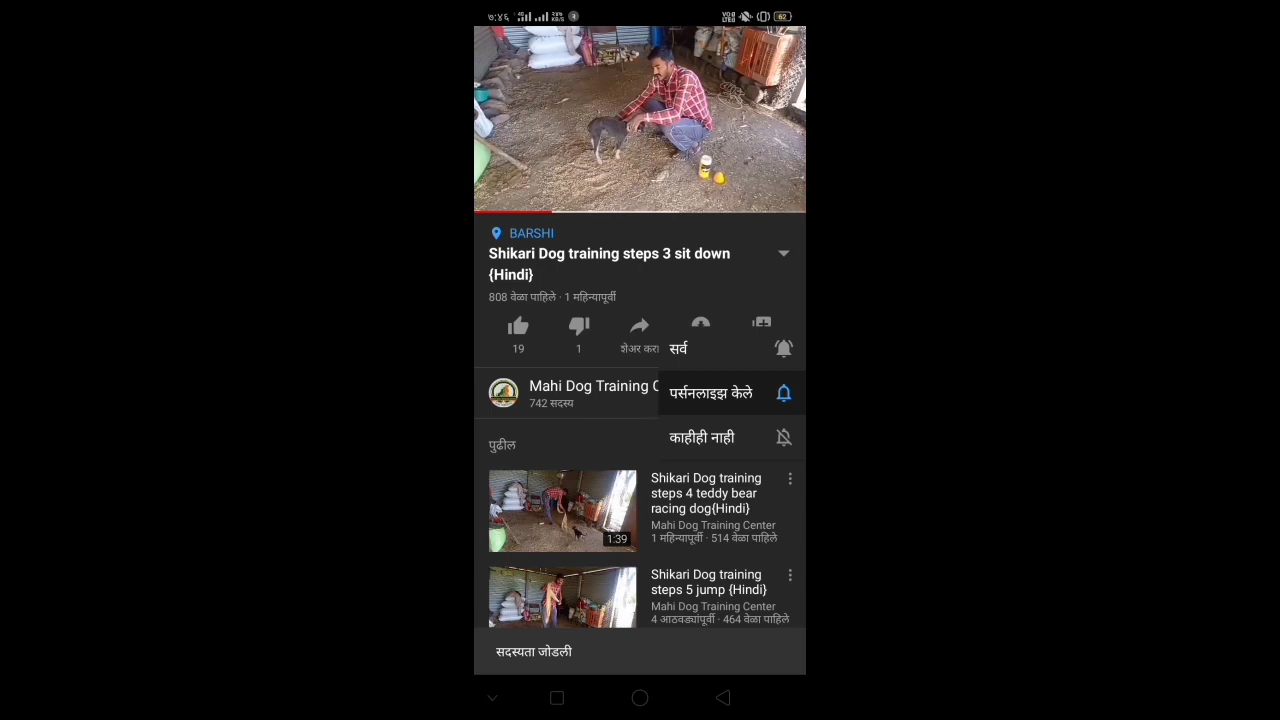 ७:४६
62
BARSHI
Shikari Dog training steps 3 sit down
{Hindi}
808 वेळा पाहिले · 1 महिन्यापूर्वी
19
1
शेअर करा
सर्व
पर्सनलाइझ केले
काहीही नाही
Mahi Dog Training C
742 सदस्य
पुढील
Shikari Dog training
steps 4 teddy bear
racing dog{Hindi}
Mahi Dog Training Center
1 महिन्यापूर्वी · 514 वेळा पाहिले
1:39
Shikari Dog training
steps 5 jump {Hindi}
Mahi Dog Training Center
4 आठवड्यांपूर्वी · 464 वेळा पाहिले
सदस्यता जोडली